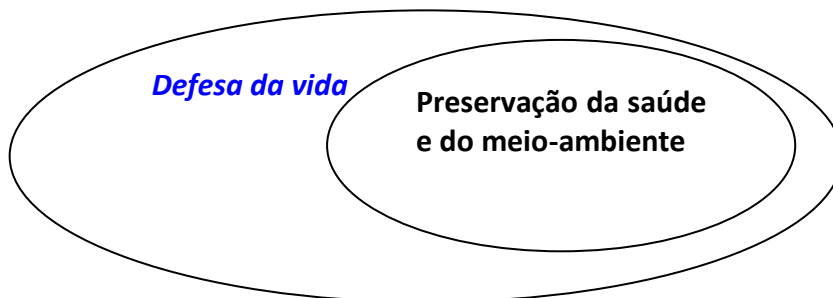 Defesa da vida
Preservação da saúde
e do meio-ambiente